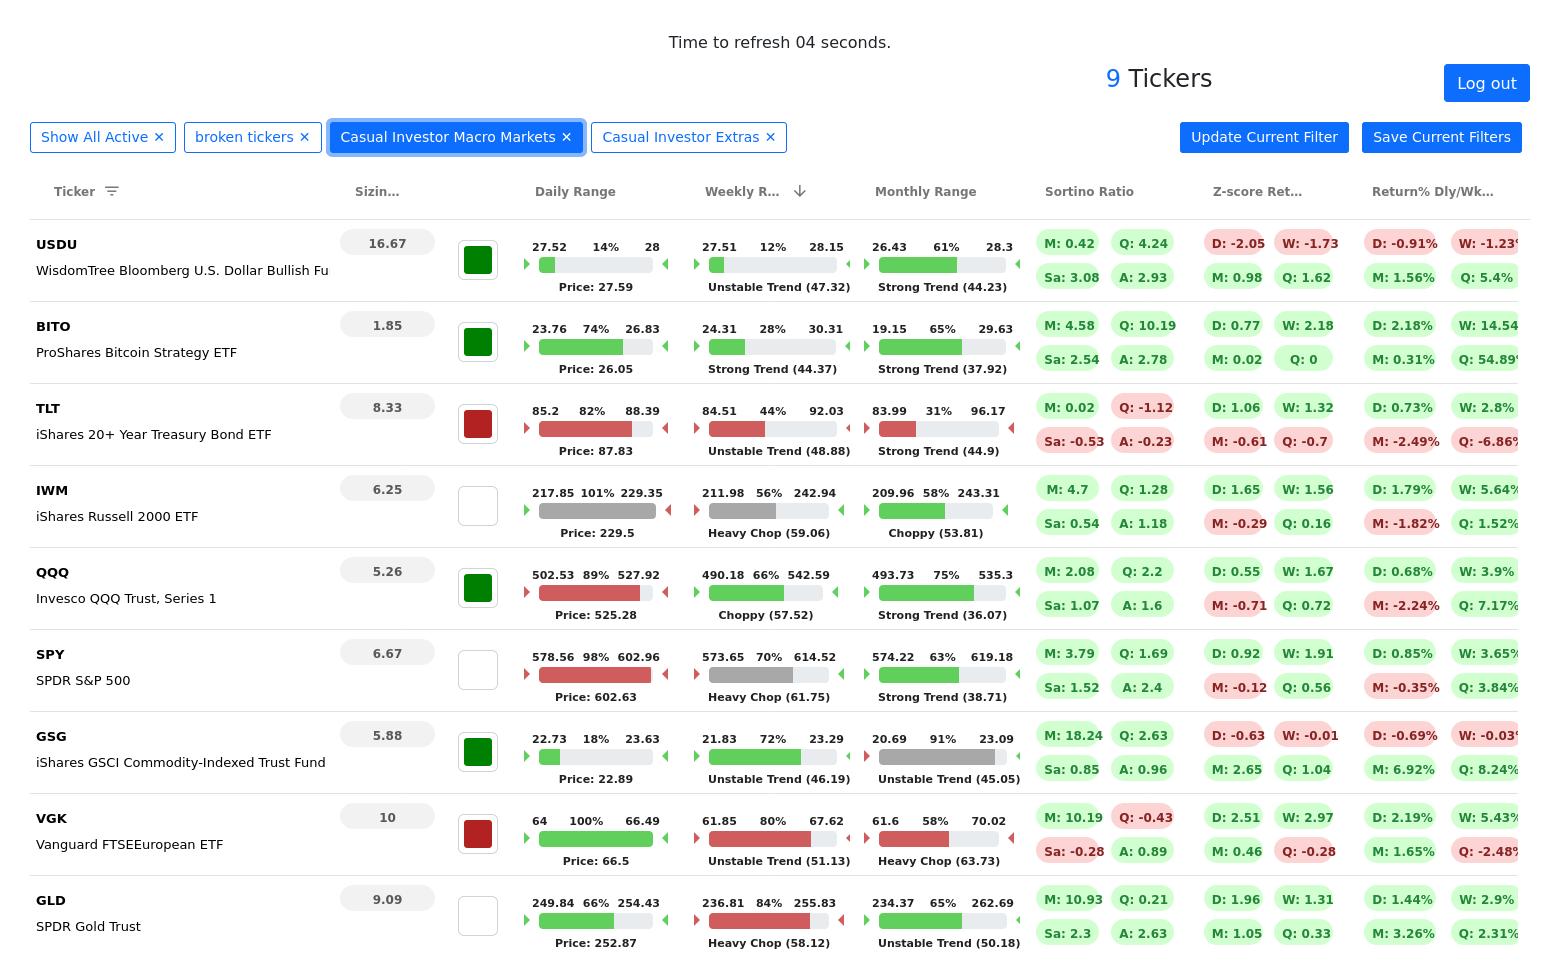 Time to refresh 04 seconds.
9 Tickers
Log out
Show All Active ✕ broken tickers ✕ Casual Investor Macro Markets ✕ Casual Investor Extras ✕ Update Current Filter Save Current Filters
Ticker Sizin… Daily Range Weekly R… Monthly Range Sortino Ratio Z-score Ret… Return% Dly/Wk…
USDU 16.67 27.52 14% 28 27.51 12% 28.15 26.43 61% 28.3 M: 0.42 Q: 4.24 D: -2.05 W: -1.73 D: -0.91% W: -1.23%
WisdomTree Bloomberg U.S. Dollar Bullish Fu Price: 27.59 Unstable Trend (47.32) Strong Trend (44.23) Sa: 3.08 A: 2.93 M: 0.98 Q: 1.62 M: 1.56% Q: 5.4%
BITO 1.85 23.76 74% 26.83 24.31 28% 30.31 19.15 65% 29.63 M: 4.58 Q: 10.19 D: 0.77 W: 2.18 D: 2.18% W: 14.54
ProShares Bitcoin Strategy ETF Price: 26.05 Strong Trend (44.37) Strong Trend (37.92) Sa: 2.54 A: 2.78 M: 0.02 Q: 0 M: 0.31% Q: 54.89%
TLT 8.33 85.2 82% 88.39 84.51 44% 92.03 83.99 31% 96.17 M: 0.02 Q: -1.12 D: 1.06 W: 1.32 D: 0.73% W: 2.8%
iShares 20+ Year Treasury Bond ETF Price: 87.83 Unstable Trend (48.88) Strong Trend (44.9) Sa: -0.53 A: -0.23 M: -0.61 Q: -0.7 M: -2.49% Q: -6.86%
IWM 6.25 217.85 101% 229.35 211.98 56% 242.94 209.96 58% 243.31 M: 4.7 Q: 1.28 D: 1.65 W: 1.56 D: 1.79% W: 5.64%
iShares Russell 2000 ETF Price: 229.5 Heavy Chop (59.06) Choppy (53.81) Sa: 0.54 A: 1.18 M: -0.29 Q: 0.16 M: -1.82% Q: 1.52%
QQQ 5.26 502.53 89% 527.92 490.18 66% 542.59 493.73 75% 535.3 M: 2.08 Q: 2.2 D: 0.55 W: 1.67 D: 0.68% W: 3.9%
Invesco QQQ Trust, Series 1 Price: 525.28 Choppy (57.52) Strong Trend (36.07) Sa: 1.07 A: 1.6 M: -0.71 Q: 0.72 M: -2.24% Q: 7.17%
SPY 6.67 578.56 98% 602.96 573.65 70% 614.52 574.22 63% 619.18 M: 3.79 Q: 1.69 D: 0.92 W: 1.91 D: 0.85% W: 3.65%
SPDR S&P 500 Price: 602.63 Heavy Chop (61.75) Strong Trend (38.71) Sa: 1.52 A: 2.4 M: -0.12 Q: 0.56 M: -0.35% Q: 3.84%
GSG 5.88 22.73 18% 23.63 21.83 72% 23.29 20.69 91% 23.09 M: 18.24 Q: 2.63 D: -0.63 W: -0.01 D: -0.69% W: -0.03%
iShares GSCI Commodity-Indexed Trust Fund Price: 22.89 Unstable Trend (46.19) Unstable Trend (45.05) Sa: 0.85 A: 0.96 M: 2.65 Q: 1.04 M: 6.92% Q: 8.24%
VGK 10 64 100% 66.49 61.85 80% 67.62 61.6 58% 70.02 M: 10.19 Q: -0.43 D: 2.51 W: 2.97 D: 2.19% W: 5.43%
Vanguard FTSEEuropean ETF Price: 66.5 Unstable Trend (51.13) Heavy Chop (63.73) Sa: -0.28 A: 0.89 M: 0.46 Q: -0.28 M: 1.65% Q: -2.48%
GLD 9.09 249.84 66% 254.43 236.81 84% 255.83 234.37 65% 262.69 M: 10.93 Q: 0.21 D: 1.96 W: 1.31 D: 1.44% W: 2.9%
SPDR Gold Trust Price: 252.87 Heavy Chop (58.12) Unstable Trend (50.18) Sa: 2.3 A: 2.63 M: 1.05 Q: 0.33 M: 3.26% Q: 2.31%